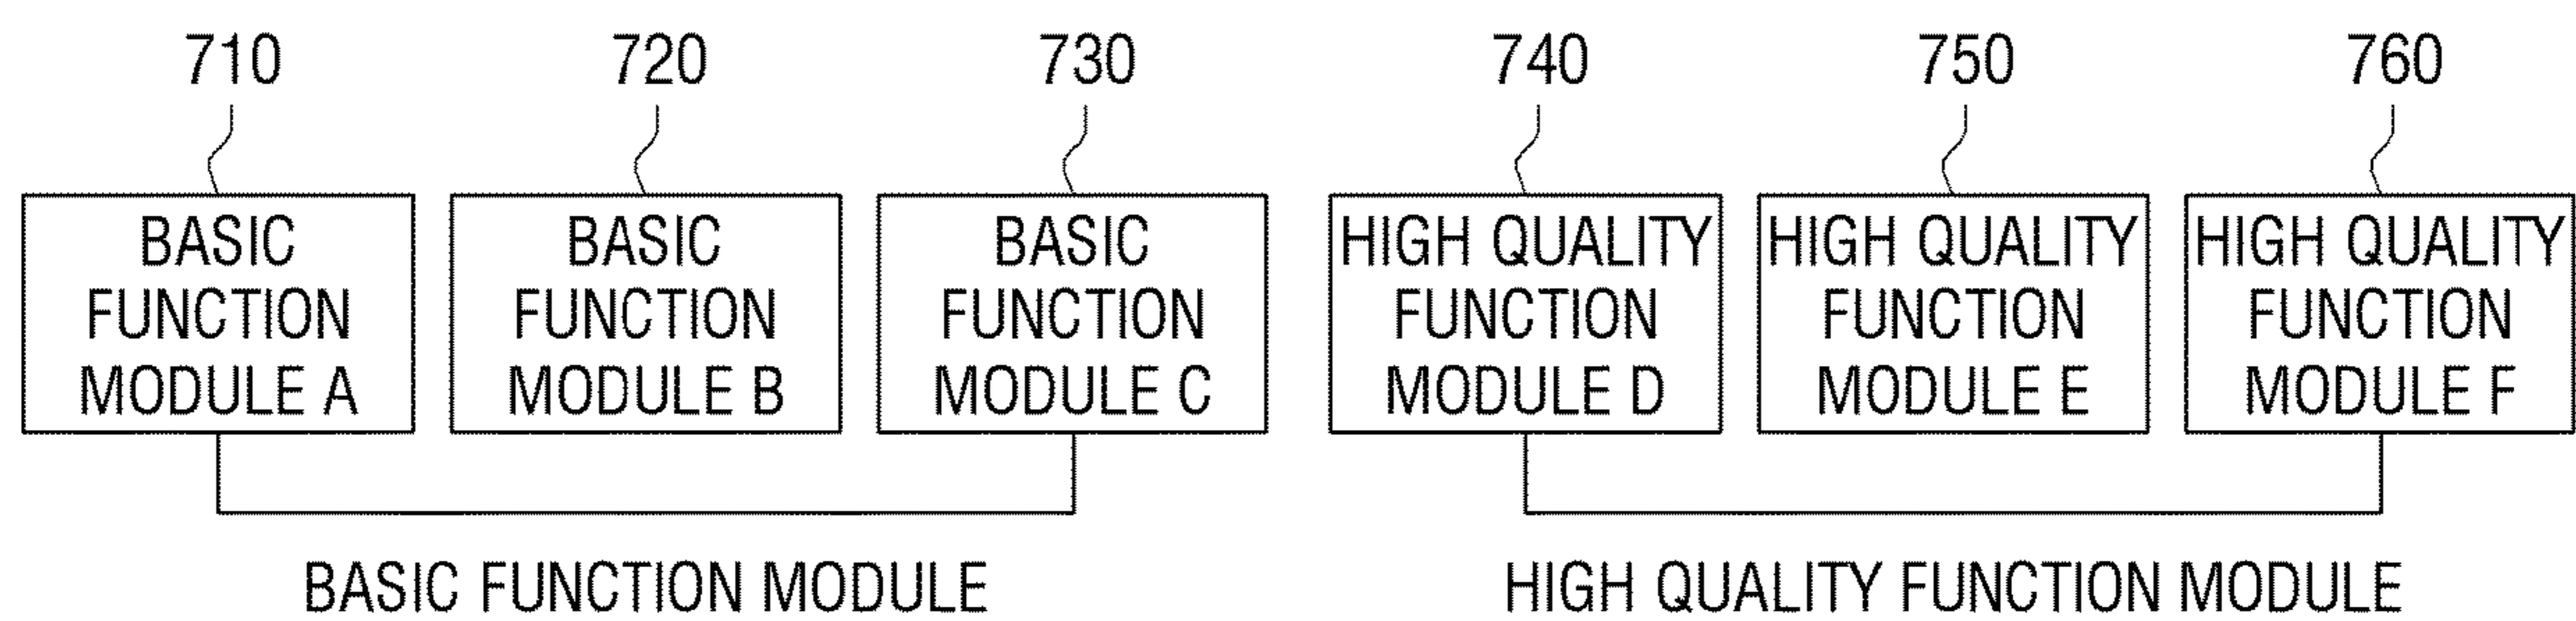 710 720 730 740 750 760
BASIC FUNCTION MODULE A
BASIC FUNCTION MODULE B
BASIC FUNCTION MODULE C
HIGH QUALITY FUNCTION MODULE D
HIGH QUALITY FUNCTION MODULE E
HIGH QUALITY FUNCTION MODULE F
BASIC FUNCTION MODULE
HIGH QUALITY FUNCTION MODULE